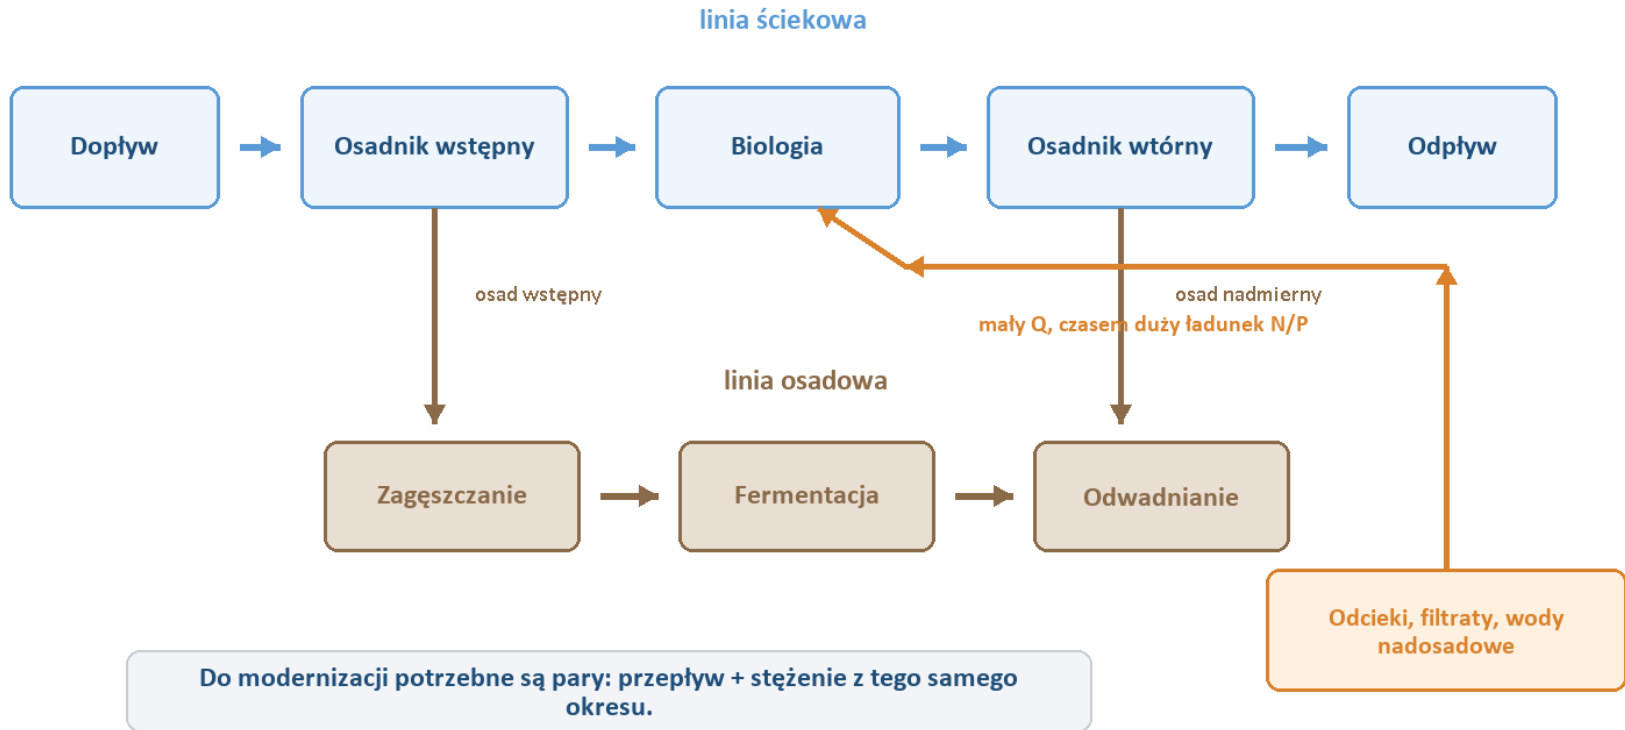 linia ściekowa
Dopływ
Osadnik wstępny
Biologia
Osadnik wtórny
Odpływ
osad wstępny
osad nadmierny
mały Q, czasem duży ładunek N/P
linia osadowa
Zagęszczanie
Fermentacja
Odwadnianie
Odcieki, filtraty, wody
nadosadowe
Do modernizacji potrzebne są pary: przepływ + stężenie z tego samego
okresu.